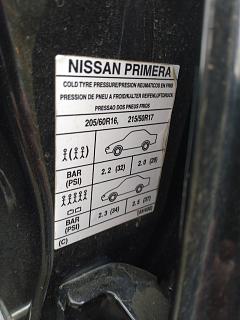 NISSAN PRIMERA
COLD TYRE PRESSURE/PRESION NEUMATICOS EN FRIO
PRESSION DE PNEU A FROID/KALTER REIFENLUFTDRUCK
PRESSAO DOS PNEUS FRIOS
205/60R16, 215/50R17
BAR (PSI) 2.2 (32) 2.0 (29)
BAR (PSI) 2.3 (34) 2.5 (37)
(C)